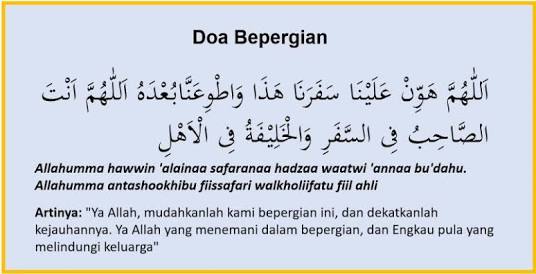 Doa Bepergian
اَللّٰهُمَّ هَوِّنْ عَلَيْنَا سَفَرَنَا هَذَا وَاطْوِعَنَّابُعْدَهُ اَللّٰهُمَّ اَنْتَ
الصَّاحِبُ فِى السَّفَرِ وَالْخَلِيْفَةُ فِى الْاَهْلِ
Allahumma hawwin 'alainaa safaranaa hadzaa waatwi 'annaa bu'dahu.
Allahumma antashookhibu fiissafari walkholiifatu fiil ahli
Artinya: "Ya Allah, mudahkanlah kami bepergian ini, dan dekatkanlah
kejauhannya. Ya Allah yang menemani dalam bepergian, dan Engkau pula yang
melindungi keluarga"